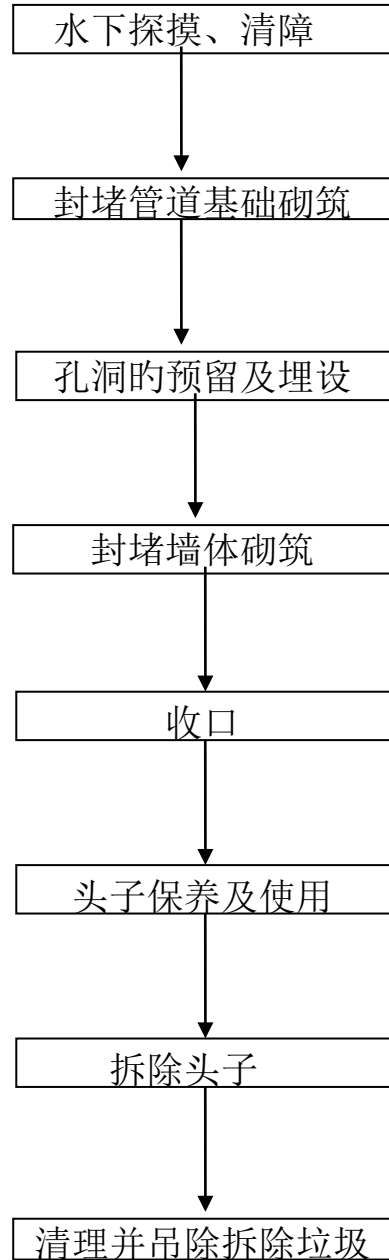 水下探摸、清障
封堵管道基础砌筑
孔洞旳预留及埋设
封堵墙体砌筑
收口
头子保养及使用
拆除头子
清理并吊除拆除垃圾